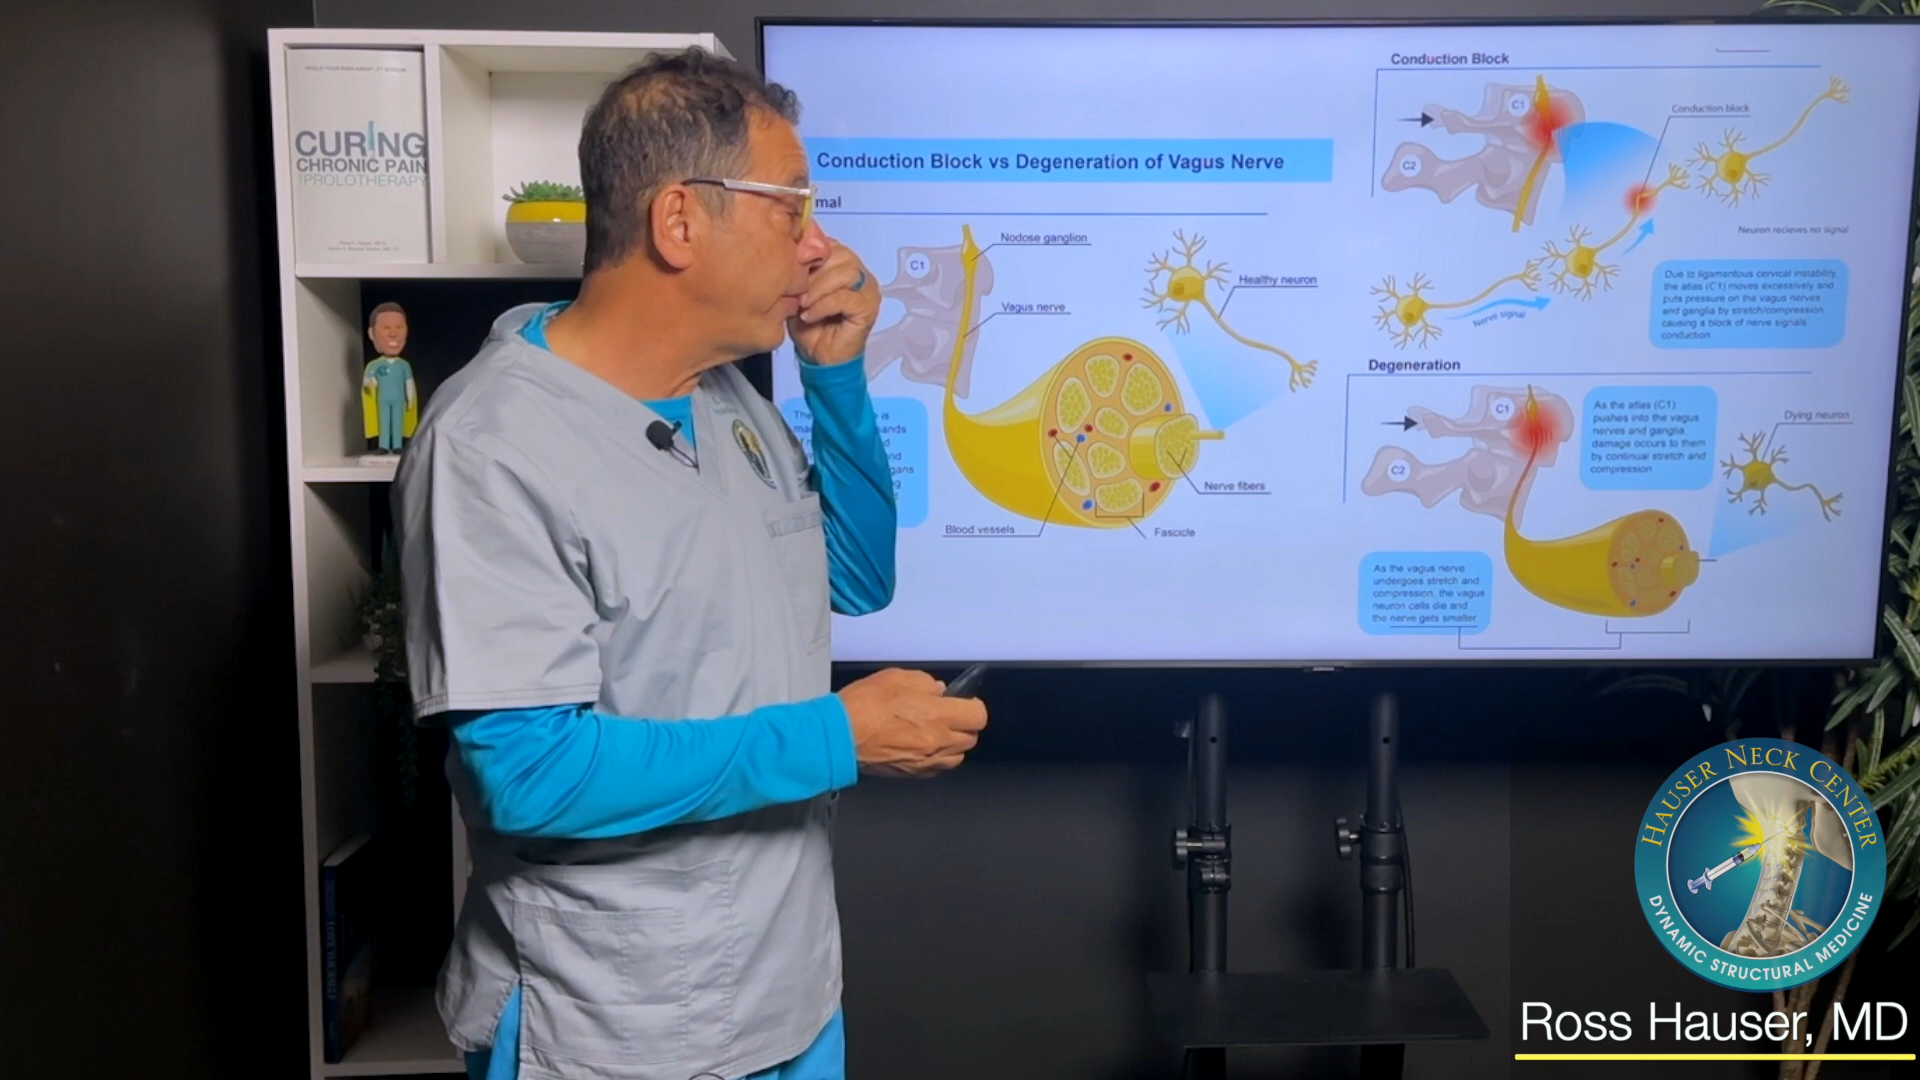 CURING
CHRONIC PAIN
PROLOTHERAPY
Conduction Block vs Degeneration of Vagus Nerve
mal
C1
Nodose ganglion
Vagus nerve
Healthy neuron
Nerve fibers
Blood vessels
Fascicle
Conduction Block
C1
C2
Conduction block
Neuron recieves no signal
Nerve signal
Due to ligamentous cervical instability,
the atlas (C1) moves excessively and
puts pressure on the vagus nerves
and ganglia by stretch/compression,
causing a block of nerve signals'
conduction.
Degeneration
C1
C2
As the atlas (C1)
pushes into the vagus
nerves and ganglia,
damage occurs to them
by continual stretch and
compression.
Dying neuron
As the vagus nerve
undergoes stretch and
compression, the vagus
neuron cells die and
the nerve gets smaller
HAUSER NECK CENTER
DYNAMIC STRUCTURAL MEDICINE
Ross Hauser, MD